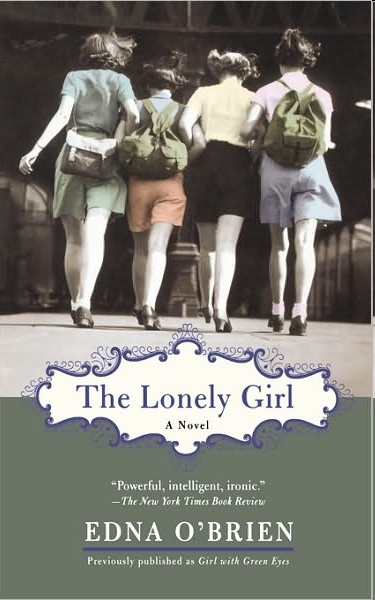 The Lonely Girl
A Novel
“Powerful, intelligent, ironic.”
—The New York Times Book Review
EDNA O’BRIEN
Previously published as Girl with Green Eyes